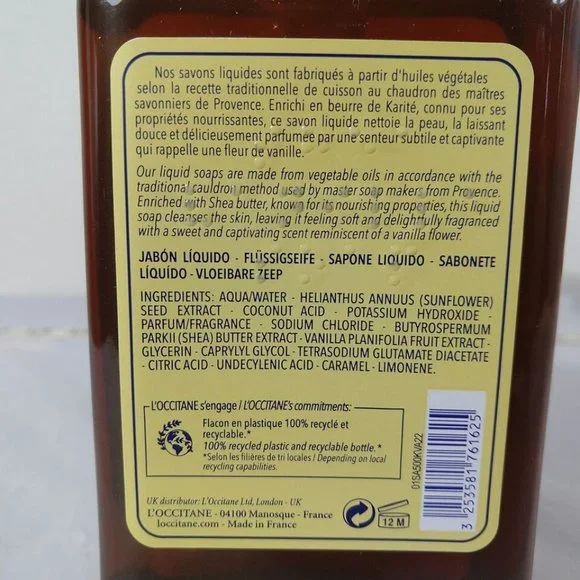 Nos savons liquides sont fabriqués à partir d'huiles végétales
selon la recette traditionnelle de cuisson au chaudron des maîtres
savonniers de Provence. Enrichi en beurre de Karité, connu pour ses
propriétés nourrissantes, ce savon liquide nettoie la peau, la laissant
douce et délicieusement parfumée par une senteur subtile et captivante
qui rappelle une fleur de vanille.
Our liquid soaps are made from vegetable oils in accordance with the
traditional cauldron method used by master soap makers from Provence.
Enriched with Shea butter, known for its nourishing properties, this liquid
soap cleanses the skin, leaving it feeling soft and delightfully fragranced
with a sweet and captivating scent reminiscent of a vanilla flower.
JABÓN LÍQUIDO - FLÜSSIGSEIFE - SAPONE LIQUIDO - SABONETE
LÍQUÍDO - VLOEIBARE ZEEP
INGREDIENTS: AQUA/WATER - HELIANTHUS ANNUUS (SUNFLOWER)
SEED EXTRACT - COCONUT ACID - POTASSIUM HYDROXIDE -
PARFUM/FRAGRANCE - SODIUM CHLORIDE - BUTYROSPERMUM
PARKII (SHEA) BUTTER EXTRACT - VANILLA PLANIFOLIA FRUIT EXTRACT -
GLYCERIN - CAPRYLYL GLYCOL - TETRASODIUM GLUTAMATE DIACETATE
- CITRIC ACID - UNDECYLENIC ACID - CARAMEL - LIMONENE.
L'OCCITANE s'engage / L'OCCITANE's commitments:
Flacon en plastique 100% recyclé et
recyclable.*
100% recycled plastic and recyclable bottle.*
*Selon les filières de tri locales / Depending on local
recycling capabilities.
01SA500KVA22
3 253581 761625
UK distributor: L'Occitane Ltd, London - UK
L'OCCITANE - 04100 Manosque - France
loccitane.com - Made in France
12 M